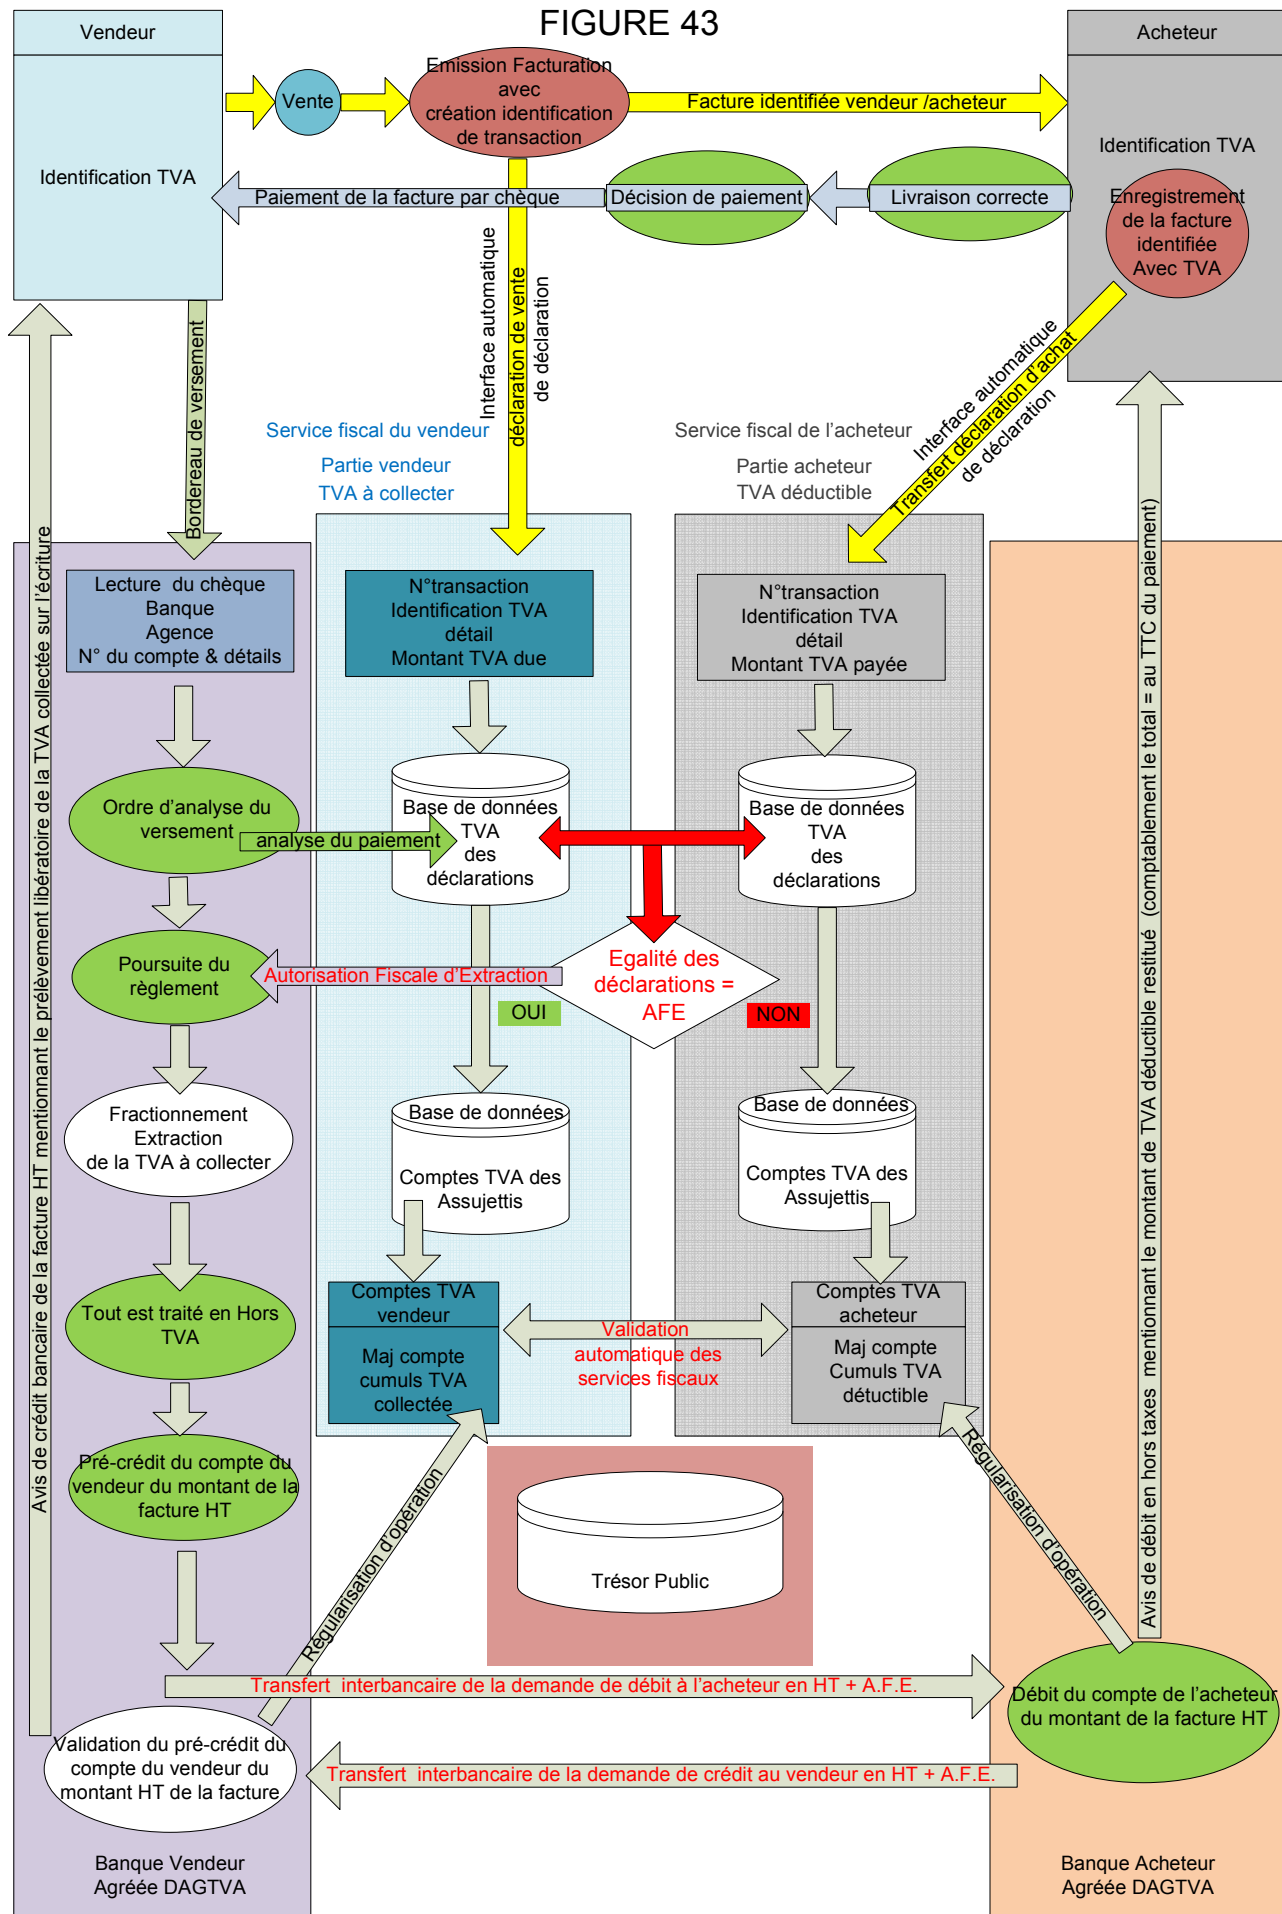 FIGURE 43
Vendeur
Acheteur
Identification TVA
Vente
Emission Facturation
avec
création identification
de transaction
Facture identifiée vendeur /acheteur
Identification TVA
Enregistrement
de la facture
identifiée
Avec TVA
Paiement de la facture par chèque
Décision de paiement
Livraison correcte
Bordereau de versement
Interface automatique
déclaration de vente
de déclaration
Interface automatique
Transfert déclaration d'achat
de déclaration
Service fiscal du vendeur
Partie vendeur
TVA à collecter
Service fiscal de l'acheteur
Partie acheteur
TVA déductible
Avis de crédit bancaire de la facture HT mentionnant le prélèvement libératoire de la TVA collectée sur l'écriture
Avis de débit en hors taxes mentionnant le montant de TVA déductible restitué (comptablement le total = au TTC du paiement)
Lecture du chèque
Banque
Agence
N° du compte & détails
N°transaction
Identification TVA
détail
Montant TVA due
N°transaction
Identification TVA
détail
Montant TVA payée
Ordre d'analyse du
versement
analyse du paiement
Base de données
TVA
des
déclarations
Base de données
TVA
des
déclarations
Poursuite du
règlement
Autorisation Fiscale d'Extraction
Egalité des
déclarations =
AFE
OUI
NON
Fractionnement
Extraction
de la TVA à collecter
Base de données
Comptes TVA des
Assujettis
Base de données
Comptes TVA des
Assujettis
Tout est traité en Hors
TVA
Comptes TVA
vendeur
Maj compte
cumuls TVA
collectée
Validation
automatique des
services fiscaux
Comptes TVA
acheteur
Maj compte
Cumuls TVA
déductible
Pré-crédit du compte du
vendeur du montant de la
facture HT
Régularisation d'opération
Régularisation d'opération
Trésor Public
Transfert interbancaire de la demande de débit à l'acheteur en HT + A.F.E.
Débit du compte de l'acheteur
du montant de la facture HT
Validation du pré-crédit du
compte du vendeur du
montant HT de la facture
Transfert interbancaire de la demande de crédit au vendeur en HT + A.F.E.
Banque Vendeur
Agréée DAGTVA
Banque Acheteur
Agréée DAGTVA